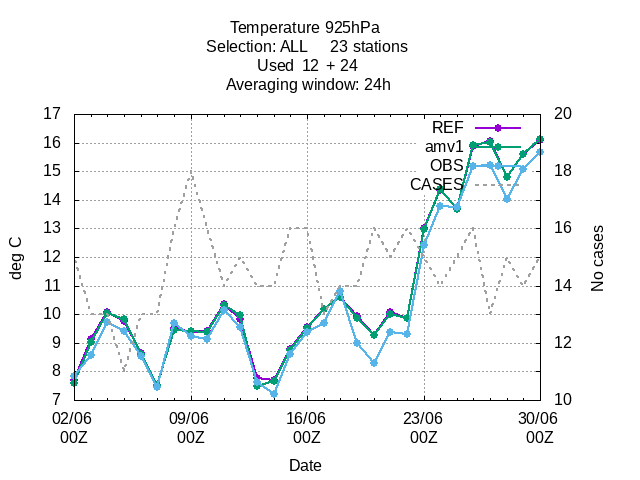 Temperature 925hPa
Selection: ALL     23 stations
Used  12  + 24
Averaging window: 24h
17
16
15
14
13
12
11
10
9
8
7
deg C
20
18
16
14
12
10
No cases
REF
amv1
OBS
CASES
02/06 09/06 16/06 23/06 30/06
00Z 00Z 00Z 00Z 00Z
Date